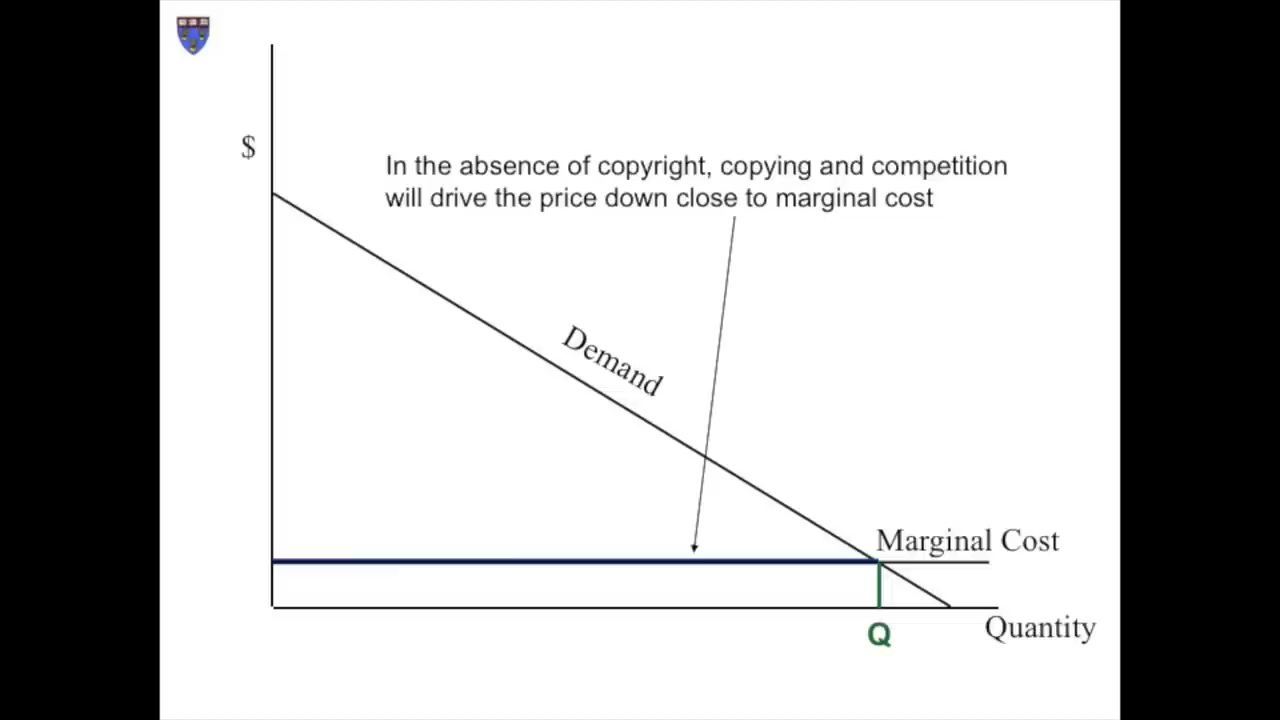 $
In the absence of copyright, copying and competition
will drive the price down close to marginal cost
Demand
Marginal Cost
Quantity
Q